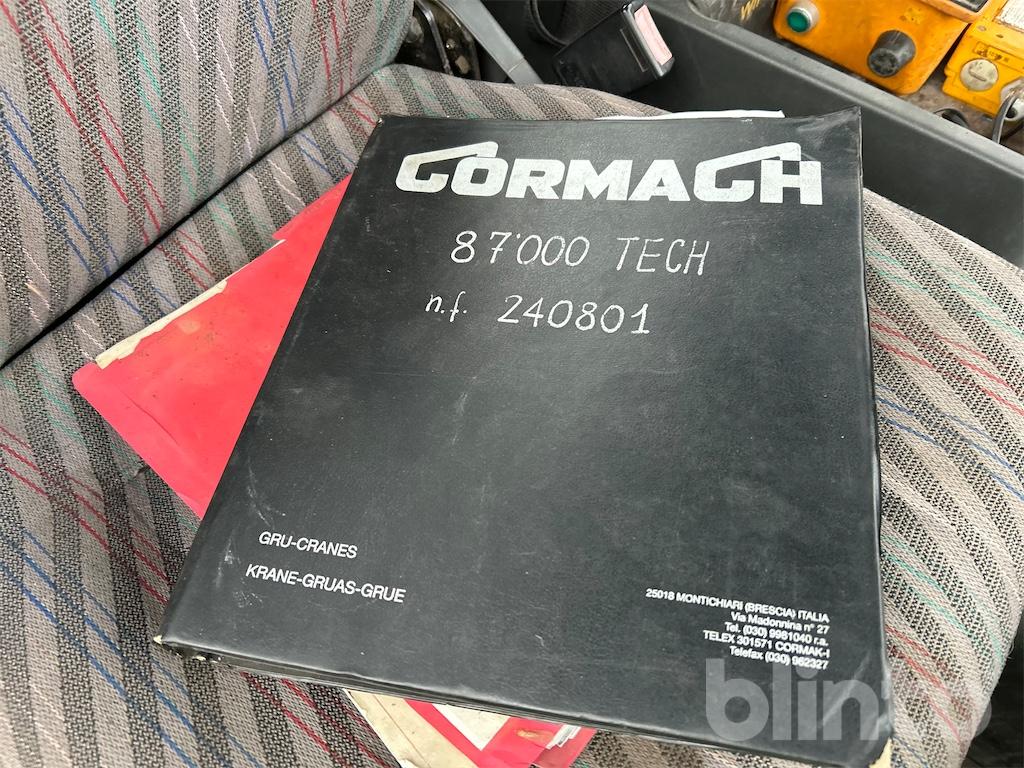 CORMACH
87'000 TECH
n.f. 240801
GRU-CRANES
KRANE-GRUAS-GRUE
25018 MONTICHIARI (BRESCIA) ITALIA
Via Madonnina n° 27
Tel. (030) 9961040 r.a.
TELEX 301571 CORMAK-I
Telefax (030) 962327